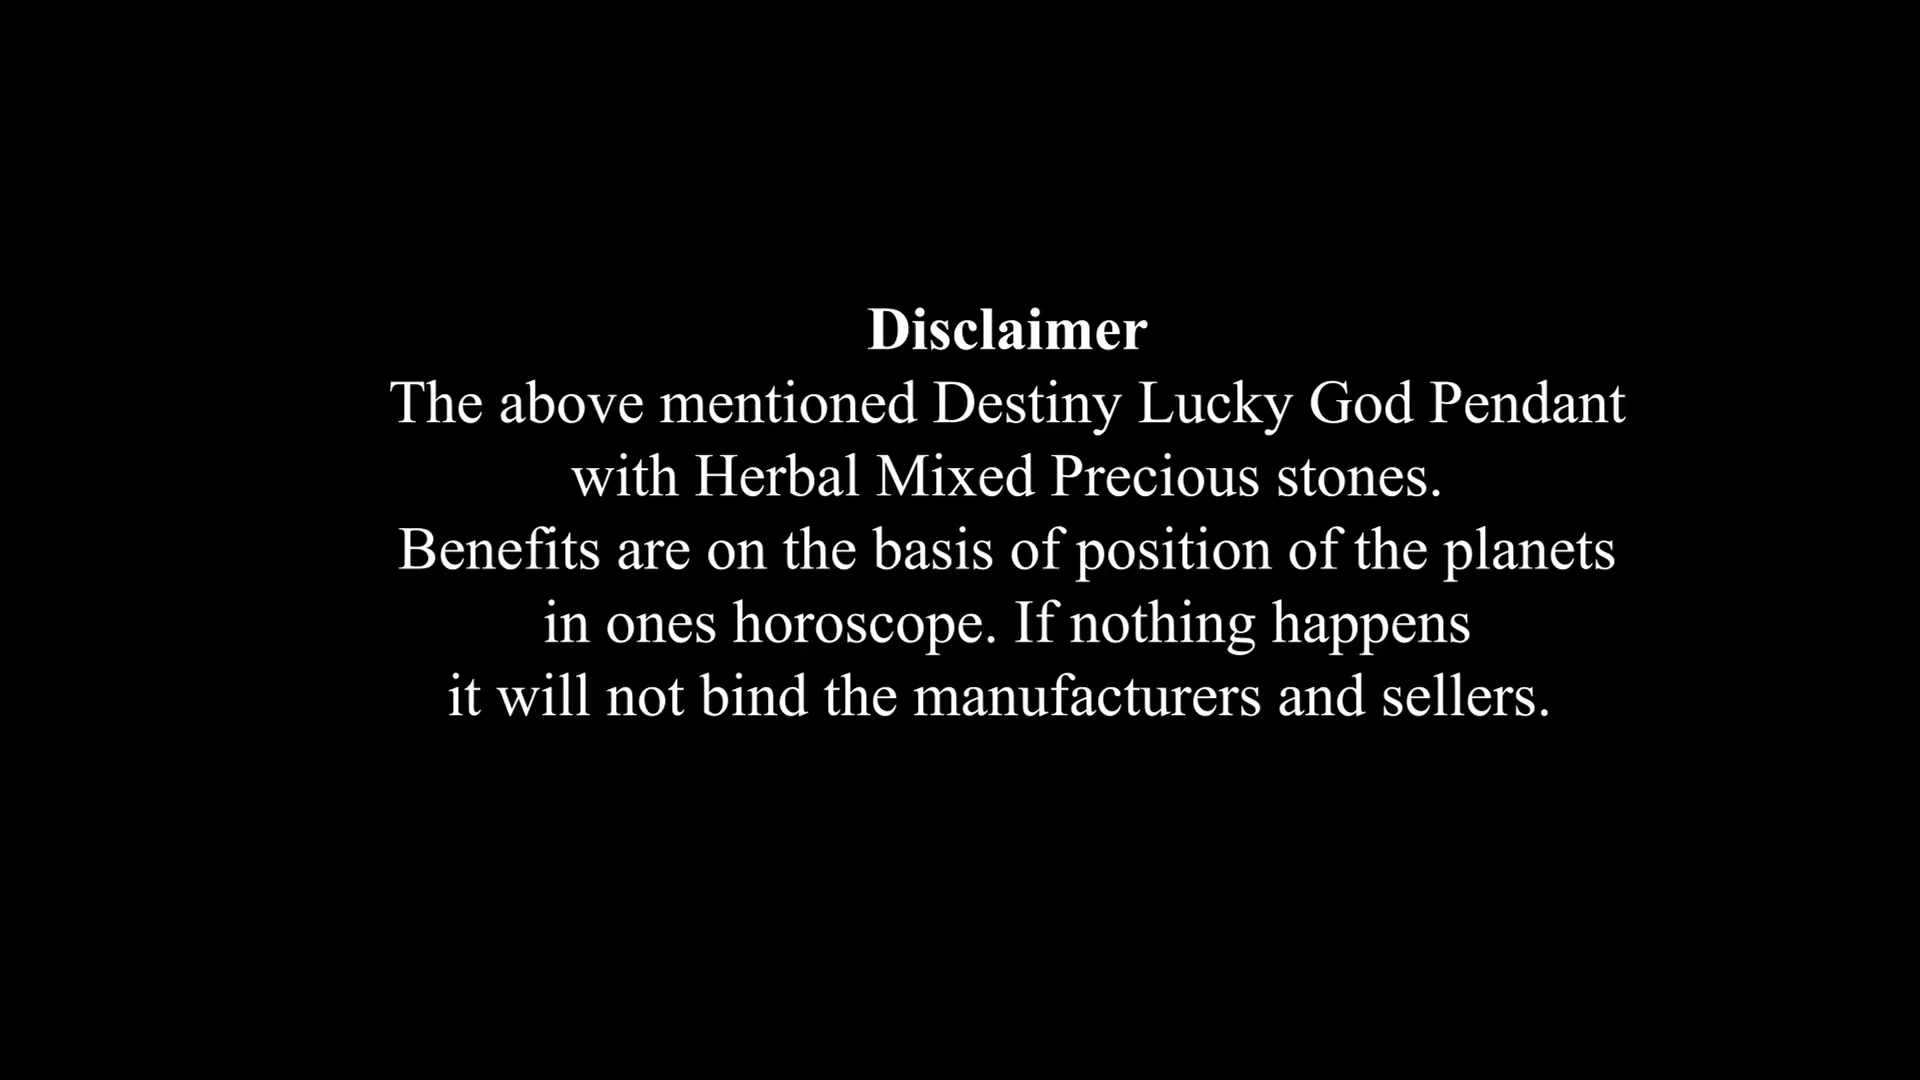 Disclaimer
The above mentioned Destiny Lucky God Pendant
with Herbal Mixed Precious stones.
Benefits are on the basis of position of the planets
in ones horoscope. If nothing happens
it will not bind the manufacturers and sellers.